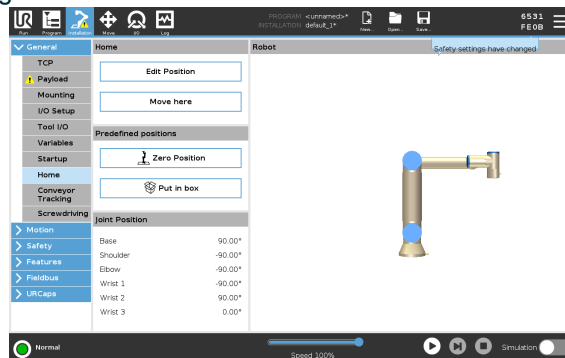 UR
Run
Program
Installation
Move
I/O
Log
PROGRAM <unnamed>*
INSTALLATION default_1*
New...
Open...
Save...
6531
FE0B
General
TCP
Payload
Mounting
I/O Setup
Tool I/O
Variables
Startup
Home
Conveyor
Tracking
Screwdriving
Motion
Safety
Features
Fieldbus
URCaps
Home
Edit Position
Move here
Predefined positions
Zero Position
Put in box
Joint Position
Base 90.00°
Shoulder -90.00°
Elbow -90.00°
Wrist 1 -90.00°
Wrist 2 90.00°
Wrist 3 0.00°
Robot
Safety settings have changed
Normal
Speed 100%
Simulation